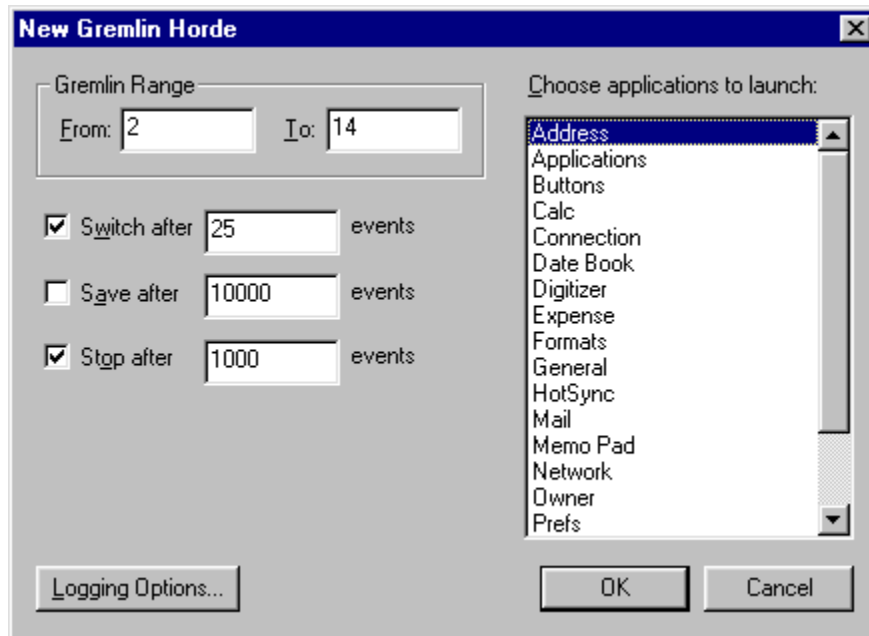 New Gremlin Horde
Gremlin Range
From: 2 To: 14
Switch after 25 events
Save after 10000 events
Stop after 1000 events
Logging Options...
Choose applications to launch:
Address
Applications
Buttons
Calc
Connection
Date Book
Digitizer
Expense
Formats
General
HotSync
Mail
Memo Pad
Network
Owner
Prefs
OK Cancel